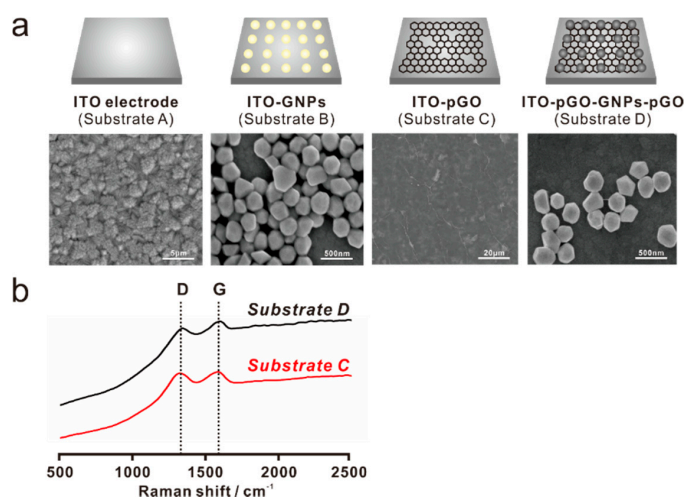 a
ITO electrode
(Substrate A)
ITO-GNPs
(Substrate B)
ITO-pGO
(Substrate C)
ITO-pGO-GNPs-pGO
(Substrate D)
5μm
500nm
20μm
500nm
b
D G
Substrate D
Substrate C
500 1000 1500 2000 2500
Raman shift / cm⁻¹